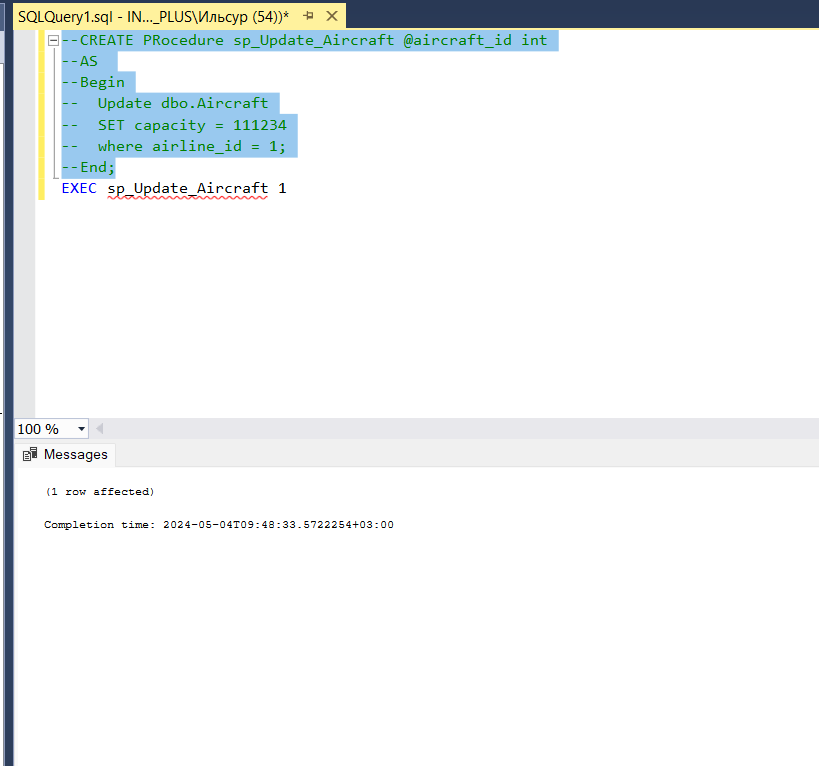 SQLQuery1.sql - IN..._PLUS\Ильсур (54))*
--CREATE PRocedure sp_Update_Aircraft @aircraft_id int
--AS
--Begin
--  Update dbo.Aircraft
--  SET capacity = 111234
--  where airline_id = 1;
--End;
EXEC sp_Update_Aircraft 1
100 %
Messages
(1 row affected)
Completion time: 2024-05-04T09:48:33.5722254+03:00